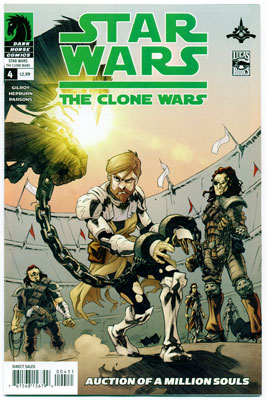 DARK
HORSE
COMICS
STAR WARS
THE CLONE WARS
4
$2.99
GILROY
HEPBURN
PARSONS
STAR
WARS
THE CLONE WARS
LUCAS
BOOKS
DIRECT SALES
00411
AUCTION OF A MILLION SOULS